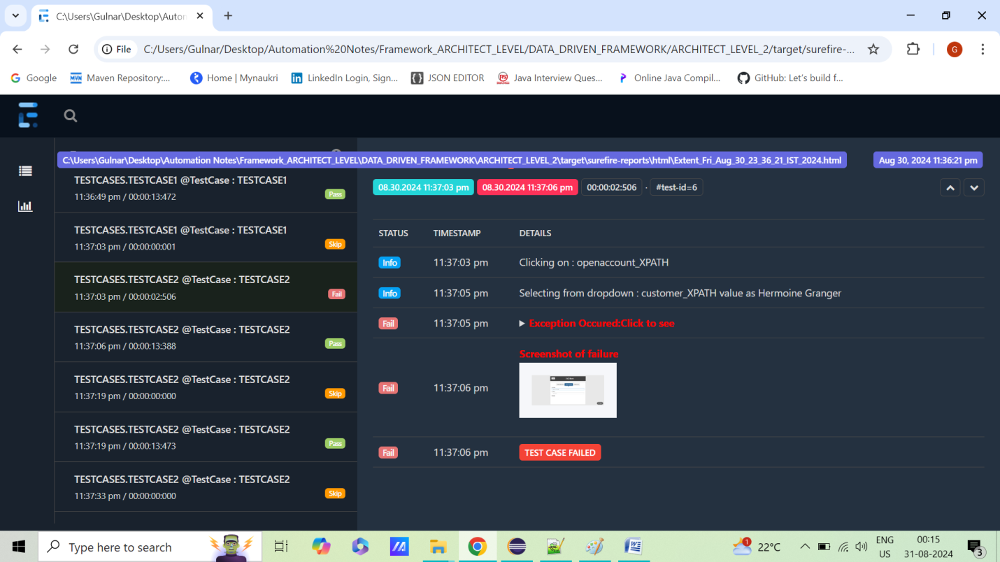 C:\Users\Gulnar\Desktop\Autom
File
C:/Users/Gulnar/Desktop/Automation%20Notes/Framework_ARCHITECT_LEVEL/DATA_DRIVEN_FRAMEWORK/ARCHITECT_LEVEL_2/target/surefire-...
G
Google
MVN
Maven Repository:...
Home | Mynaukri
in
LinkedIn Login, Sign...
JSON EDITOR
Java Interview Ques...
Online Java Compil...
GitHub: Let's build f...
C:\Users\Gulnar\Desktop\Automation Notes\Framework_ARCHITECT_LEVEL\DATA_DRIVEN_FRAMEWORK\ARCHITECT_LEVEL_2\target\surefire-reports\html\Extent_Fri_Aug_30_23_36_21_IST_2024.html
Aug 30, 2024 11:36:21 pm
TESTCASES.TESTCASE1 @TestCase : TESTCASE1
11:36:49 pm / 00:00:13:472
Pass
TESTCASES.TESTCASE1 @TestCase : TESTCASE1
11:37:03 pm / 00:00:00:001
Skip
TESTCASES.TESTCASE2 @TestCase : TESTCASE2
11:37:03 pm / 00:00:02:506
Fail
TESTCASES.TESTCASE2 @TestCase : TESTCASE2
11:37:06 pm / 00:00:13:388
Pass
TESTCASES.TESTCASE2 @TestCase : TESTCASE2
11:37:19 pm / 00:00:00:000
Skip
TESTCASES.TESTCASE2 @TestCase : TESTCASE2
11:37:19 pm / 00:00:13:473
Pass
TESTCASES.TESTCASE2 @TestCase : TESTCASE2
11:37:33 pm / 00:00:00:000
Skip
08.30.2024 11:37:03 pm 08.30.2024 11:37:06 pm 00:00:02:506 · #test-id=6
STATUS TIMESTAMP DETAILS
Info 11:37:03 pm Clicking on : openaccount_XPATH
Info 11:37:05 pm Selecting from dropdown : customer_XPATH value as Hermoine Granger
Fail 11:37:05 pm Exception Occured:Click to see
Screenshot of failure
Fail 11:37:06 pm
Fail 11:37:06 pm TEST CASE FAILED
Type here to search
1
22°C
ENG
US
00:15
31-08-2024
3